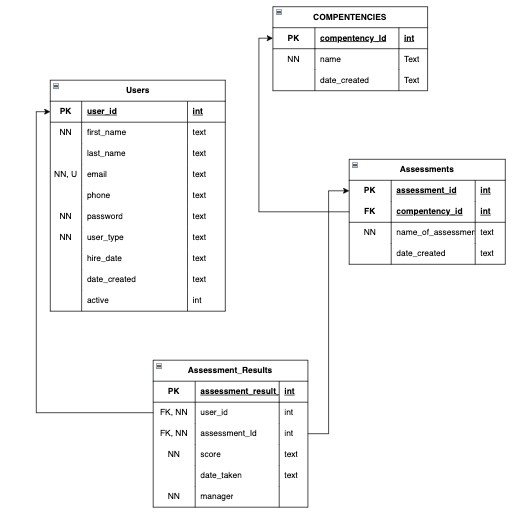 COMPENTENCIES
PK compentency_Id int
NN name Text
date_created Text
Users
PK user_id int
NN first_name text
last_name text
NN, U email text
phone text
NN password text
NN user_type text
hire_date text
date_created text
active int
Assessments
PK assessment_id int
FK compentency_id int
NN name_of_assessmer text
date_created text
Assessment_Results
PK assessment_result_ int
FK, NN user_id int
FK, NN assessment_Id int
NN score text
date_taken text
NN manager